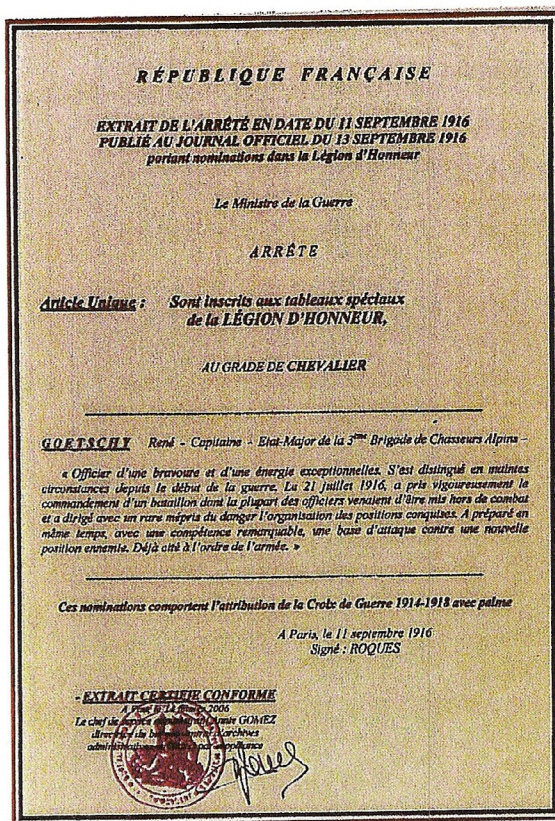 RÉPUBLIQUE FRANÇAISE
EXTRAIT DE L'ARRÊTÉ EN DATE DU 11 SEPTEMBRE 1916
PUBLIÉ AU JOURNAL OFFICIEL DU 13 SEPTEMBRE 1916
portant nominations dans la Légion d'Honneur
Le Ministre de la Guerre
ARRÊTE
Article Unique : Sont inscrits aux tableaux spéciaux
de la LÉGION D'HONNEUR,
AU GRADE DE CHEVALIER
GOETSCHY René - Capitaine - Etat-Major de la 3ème Brigade de Chasseurs Alpins -
« Officier d'une bravoure et d'une énergie exceptionnelles. S'est distingué en maintes
circonstances depuis le début de la guerre. Le 21 juillet 1916, a pris vigoureusement le
commandement d'un bataillon dont la plupart des officiers venaient d'être mis hors de combat
et a dirigé avec un rare mépris du danger l'organisation des positions conquises. A préparé en
même temps, avec une compétence remarquable, une base d'attaque contre une nouvelle
position ennemie. Déjà cité à l'ordre de l'armée. »
Ces nominations comportent l'attribution de la Croix de Guerre 1914-1918 avec palme
A Paris, le 11 septembre 1916
Signé : ROQUES
- EXTRAIT CERTIFIE CONFORME
2006
Le chef de Annie GOMEZ
d'archives